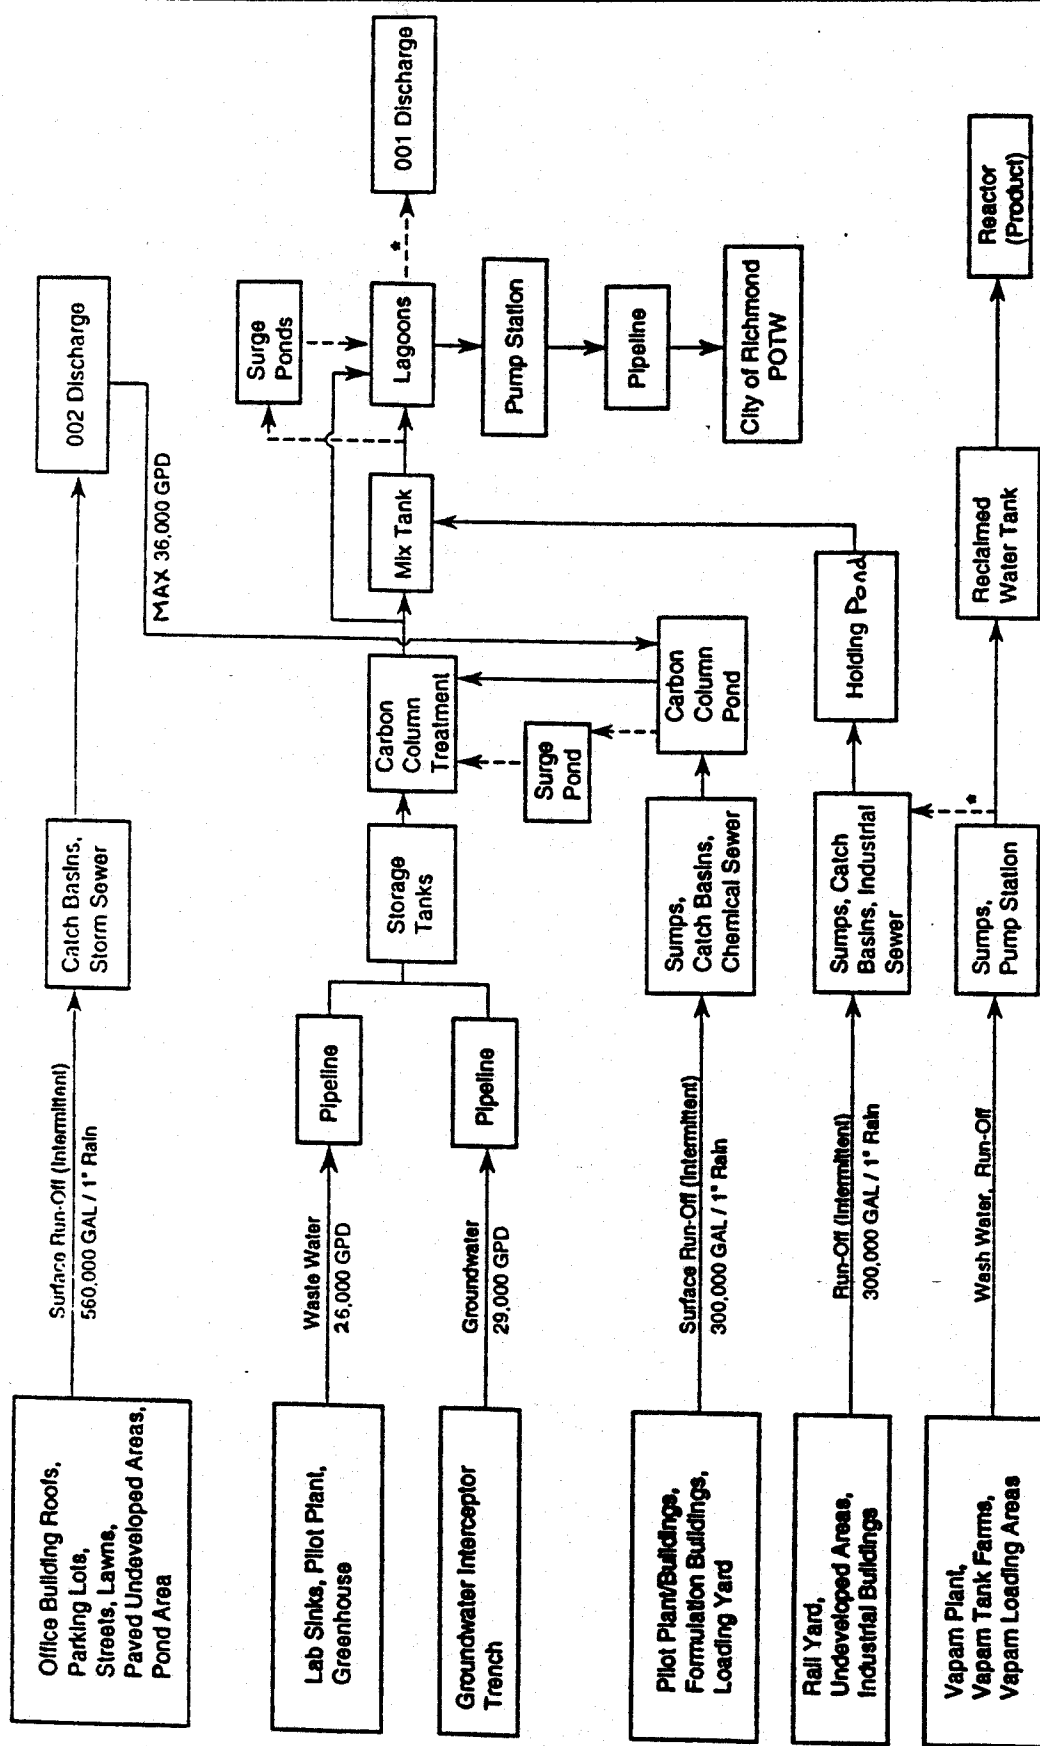 Office Building Roofs,
Parking Lots,
Streets, Lawns,
Paved Undeveloped Areas,
Pond Area
Surface Run-Off (Intermittent)
560,000 GAL / 1" Rain
Catch Basins,
Storm Sewer
002 Discharge
MAX 36,000 GPD
Lab Sinks, Pilot Plant,
Greenhouse
Waste Water
26,000 GPD
Pipeline
Groundwater Interceptor
Trench
Groundwater
29,000 GPD
Pipeline
Storage
Tanks
Carbon
Column
Treatment
Mix Tank
Surge
Ponds
Lagoons
*
001 Discharge
Pump Station
Pipeline
City of Richmond
POTW
Pilot Plant/Buildings,
Formulation Buildings,
Loading Yard
Surface Run-Off (Intermittent)
300,000 GAL / 1" Rain
Sumps,
Catch Basins,
Chemical Sewer
Surge
Pond
Carbon
Column
Pond
Rail Yard,
Undeveloped Areas,
Industrial Buildings
Run-Off (Intermittent)
300,000 GAL / 1" Rain
Sumps, Catch
Basins, Industrial
Sewer
Holding Pond
Vapam Plant,
Vapam Tank Farms,
Vapam Loading Areas
Wash Water, Run-Off
Sumps,
Pump Station
*
Reclaimed
Water Tank
Reactor
(Product)